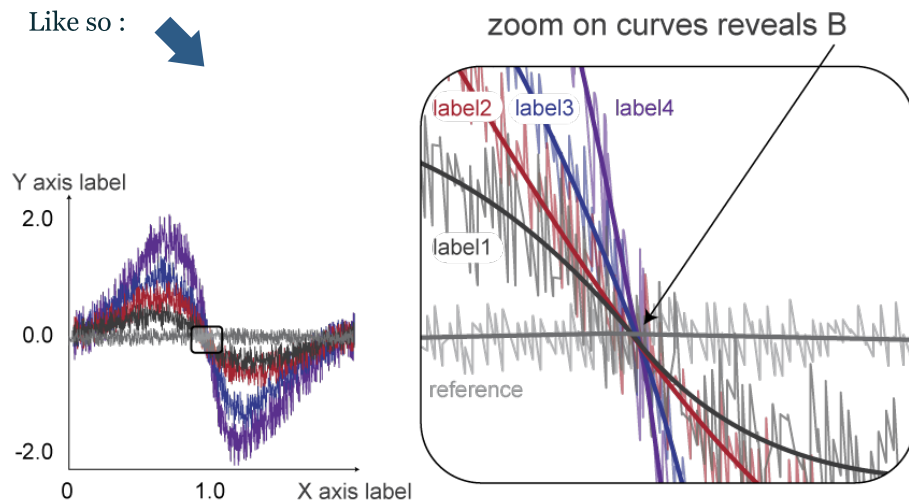 Like so :
zoom on curves reveals B
label2
label3
label4
label1
reference
Y axis label
2.0
0.0
-2.0
0
1.0
X axis label